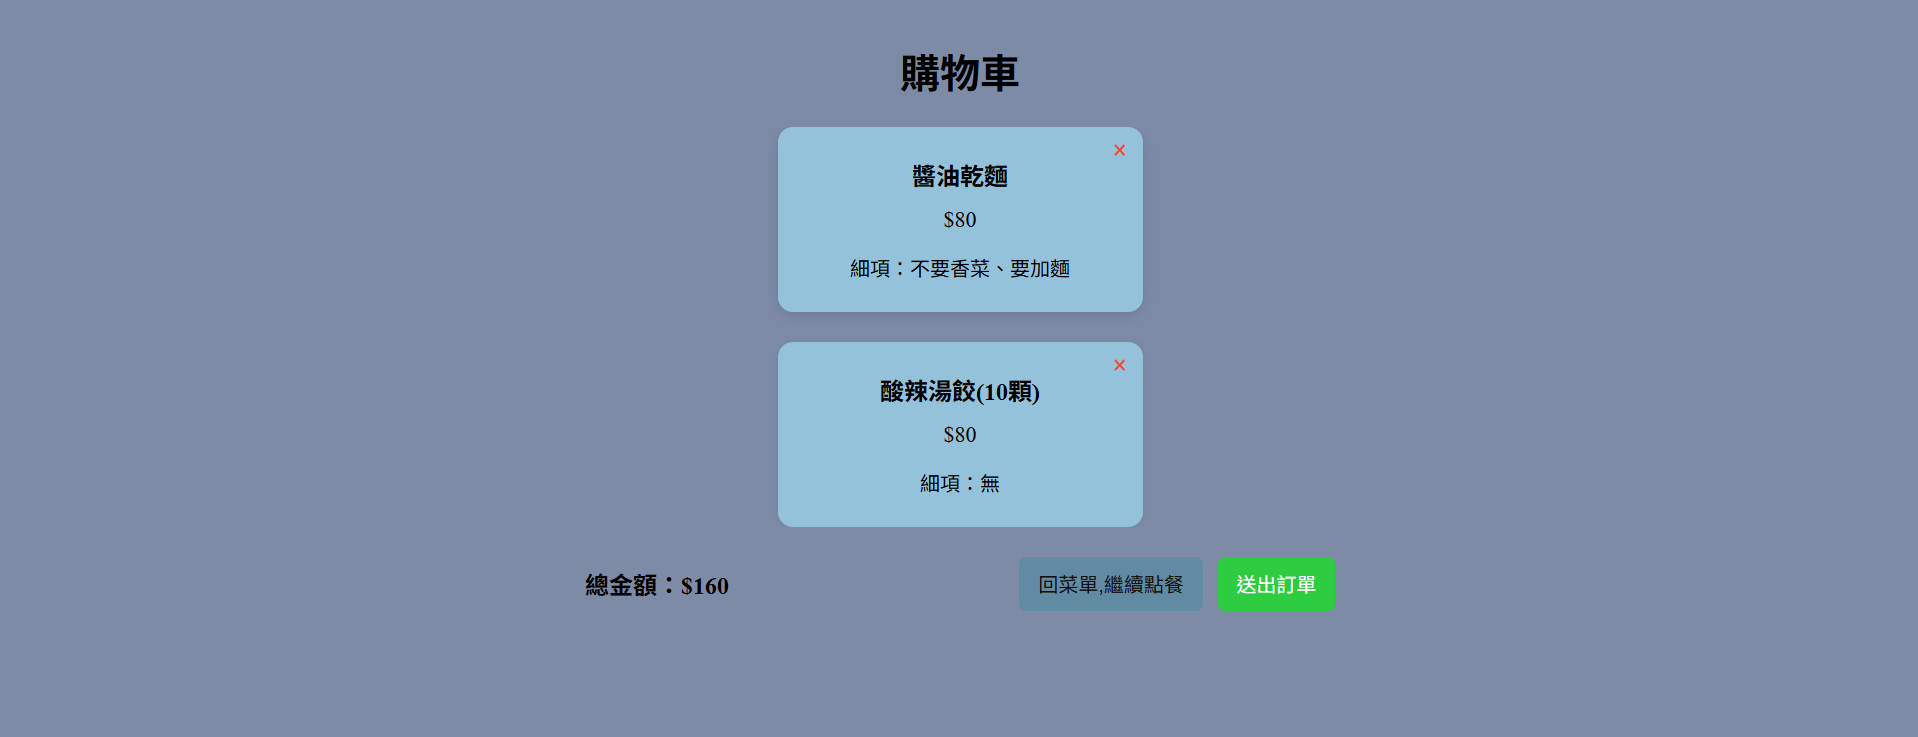 購物車
×
醬油乾麵
$80
細項：不要香菜、要加麵
×
酸辣湯餃(10顆)
$80
細項：無
總金額：$160
回菜單,繼續點餐
送出訂單